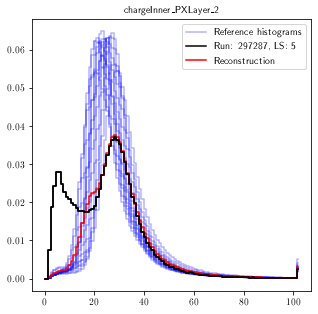 chargeInner_PXLayer_2
Reference histograms
Run: 297287, LS: 5
Reconstruction
0.06
0.05
0.04
0.03
0.02
0.01
0.00
0 20 40 60 80 100